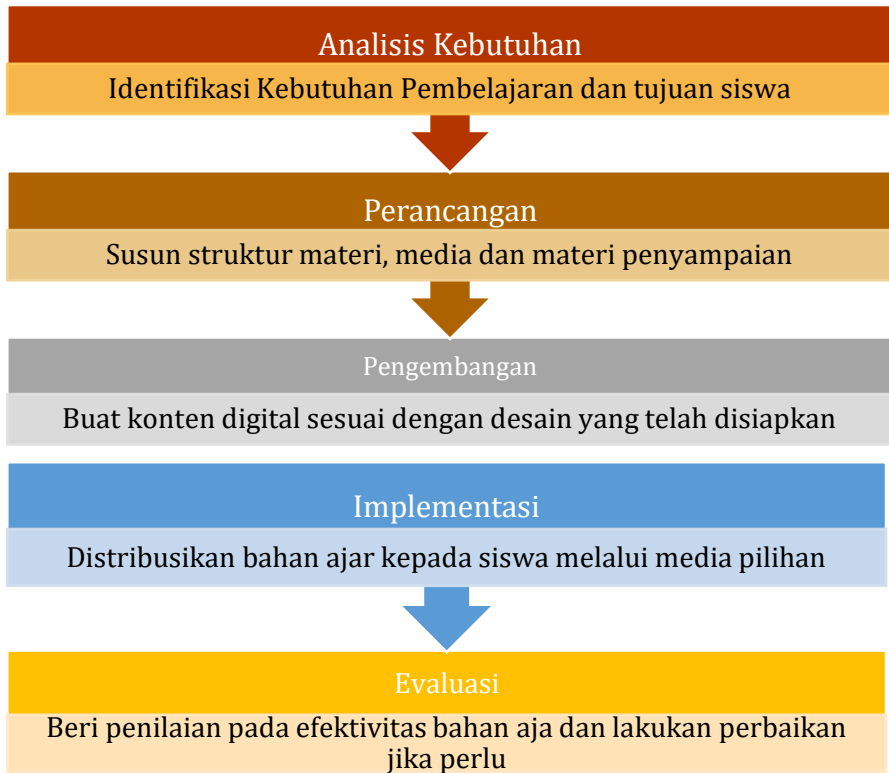 Analisis Kebutuhan
Identifikasi Kebutuhan Pembelajaran dan tujuan siswa
Perancangan
Susun struktur materi, media dan materi penyampaian
Pengembangan
Buat konten digital sesuai dengan desain yang telah disiapkan
Implementasi
Distribusikan bahan ajar kepada siswa melalui media pilihan
Evaluasi
Beri penilaian pada efektivitas bahan aja dan lakukan perbaikan
jika perlu